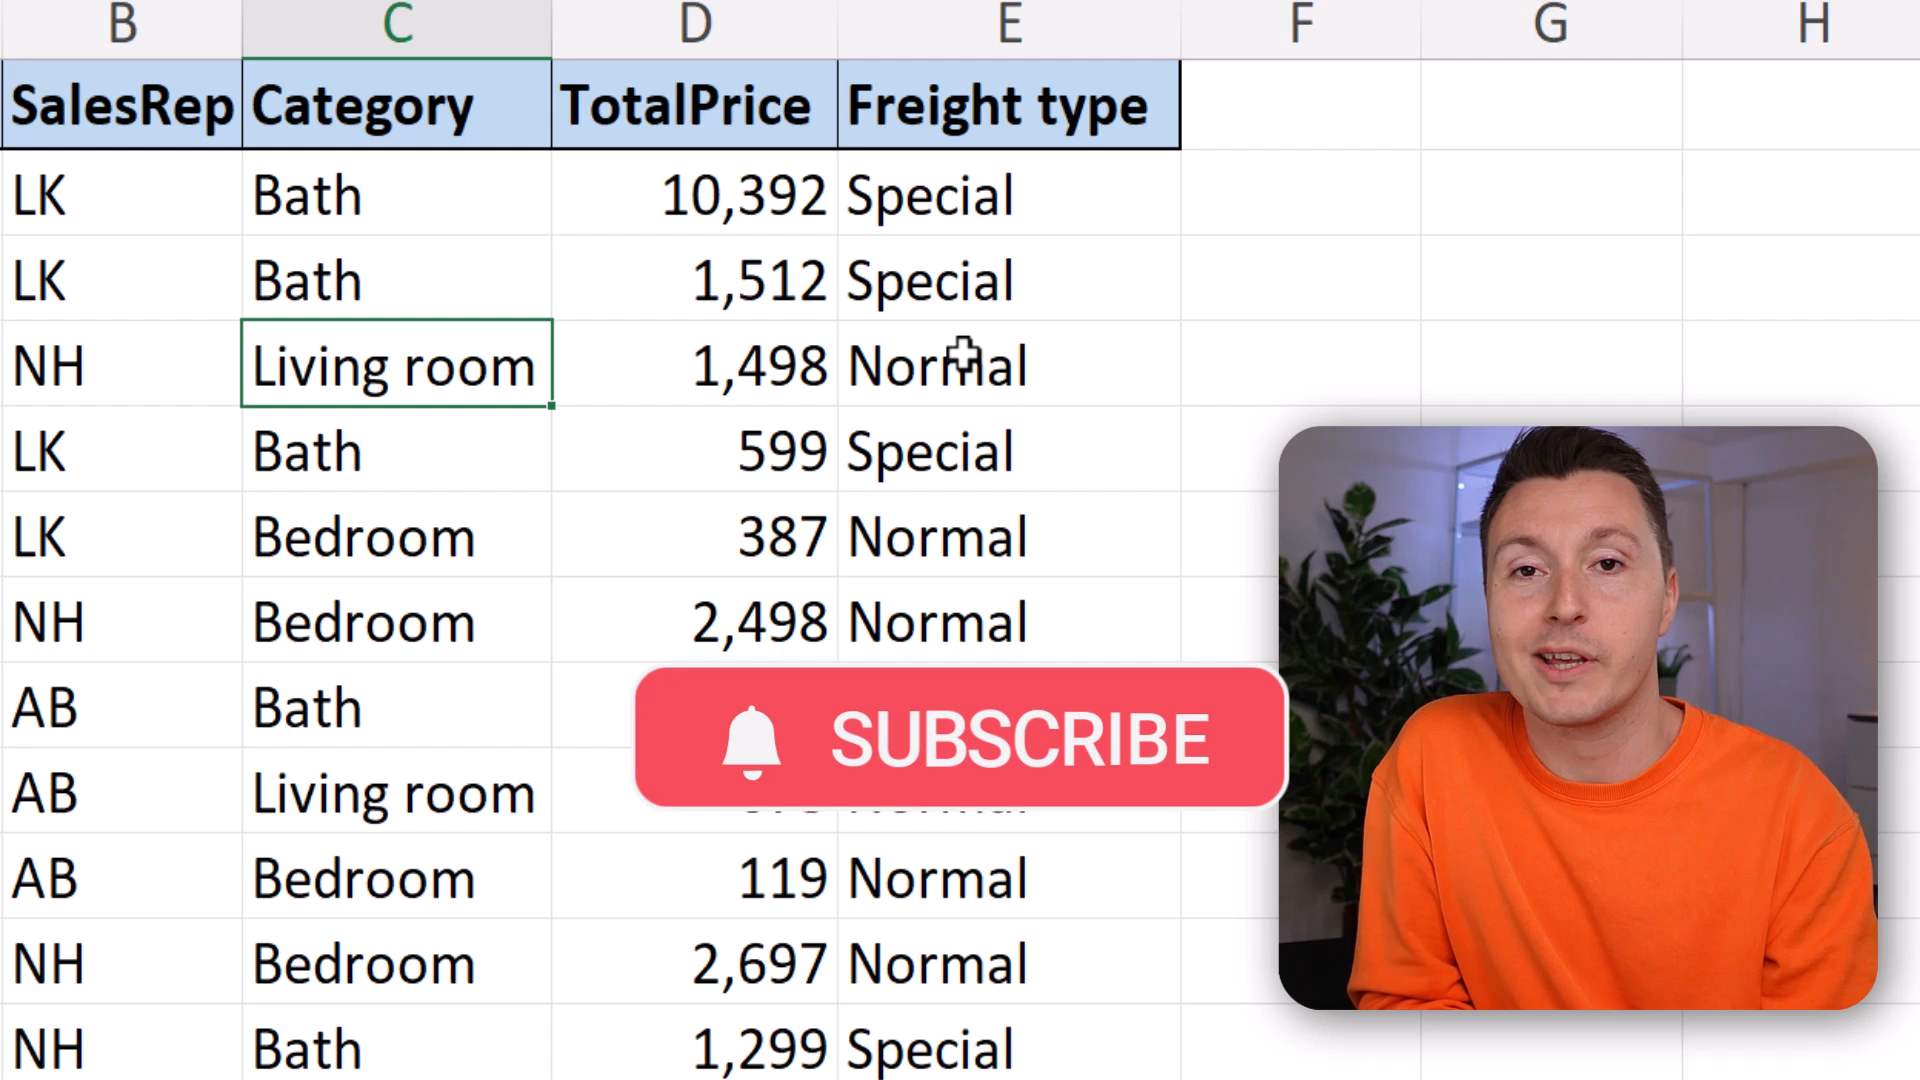 B C D E F G H
SalesRep Category TotalPrice Freight type
LK Bath 10,392 Special
LK Bath 1,512 Special
NH Living room 1,498 Normal
LK Bath 599 Special
LK Bedroom 387 Normal
NH Bedroom 2,498 Normal
AB Bath
SUBSCRIBE
AB Living room
AB Bedroom 119 Normal
NH Bedroom 2,697 Normal
NH Bath 1,299 Special